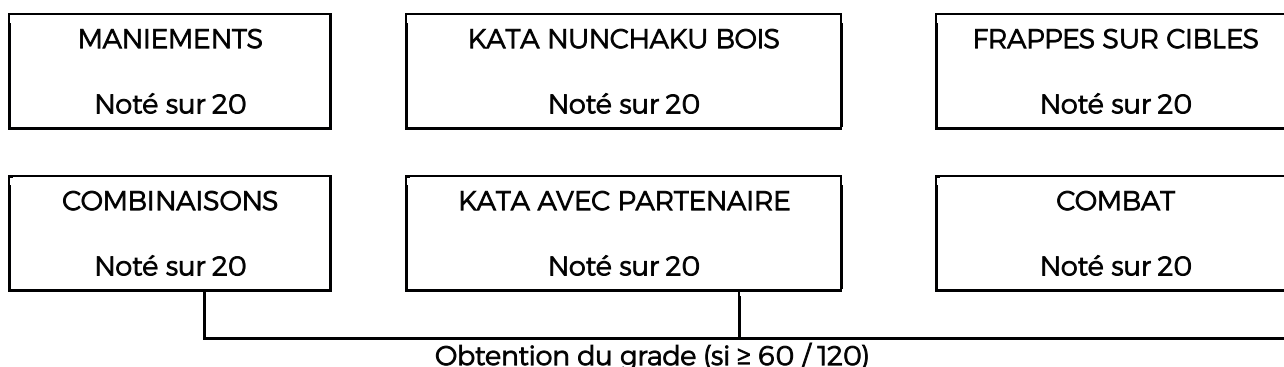 MANIEMENTS
Noté sur 20
KATA NUNCHAKU BOIS
Noté sur 20
FRAPPES SUR CIBLES
Noté sur 20
COMBINAISONS
Noté sur 20
KATA AVEC PARTENAIRE
Noté sur 20
COMBAT
Noté sur 20
Obtention du grade (si ≥ 60 / 120)